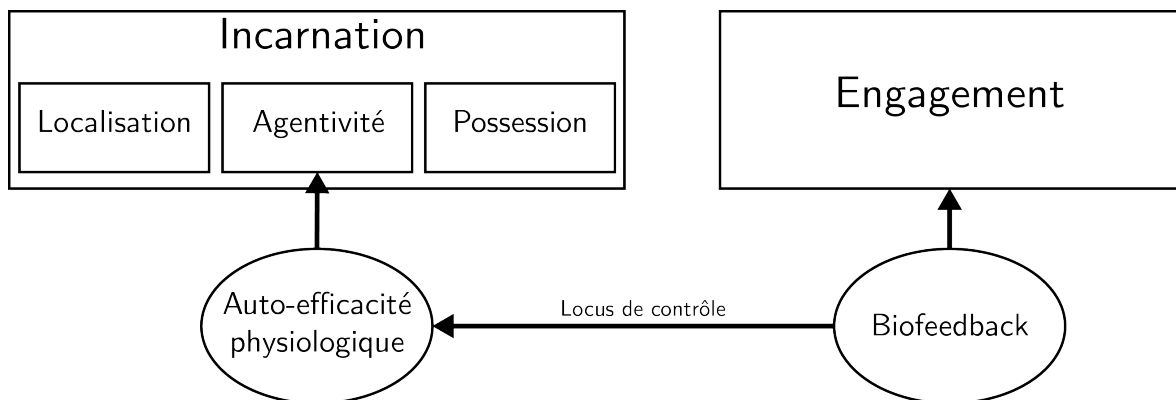 Incarnation
Localisation
Agentivité
Possession
Engagement
Auto-efficacité
physiologique
Locus de contrôle
Biofeedback